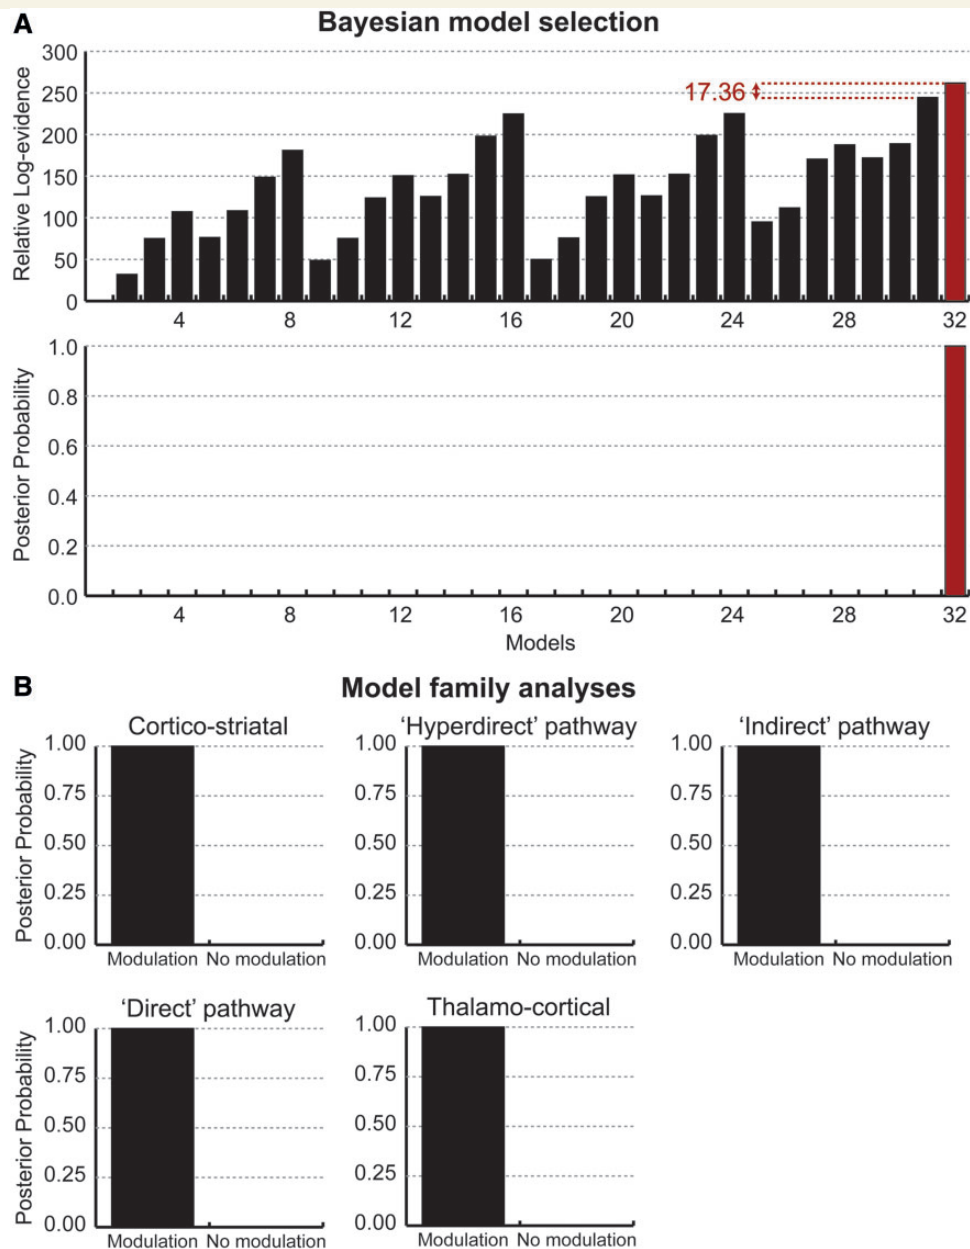 A
Bayesian model selection
Relative Log-evidence
300
250
200
150
100
50
0
17.36
4 8 12 16 20 24 28 32
Posterior Probability
1.0
0.8
0.6
0.4
0.2
0.0
4 8 12 16 20 24 28 32
Models
B
Model family analyses
Cortico-striatal
Posterior Probability
1.00
0.75
0.50
0.25
0.00
Modulation No modulation
‘Hyperdirect’ pathway
1.00
0.75
0.50
0.25
0.00
Modulation No modulation
‘Indirect’ pathway
1.00
0.75
0.50
0.25
0.00
Modulation No modulation
‘Direct’ pathway
Posterior Probability
1.00
0.75
0.50
0.25
0.00
Modulation No modulation
Thalamo-cortical
1.00
0.75
0.50
0.25
0.00
Modulation No modulation